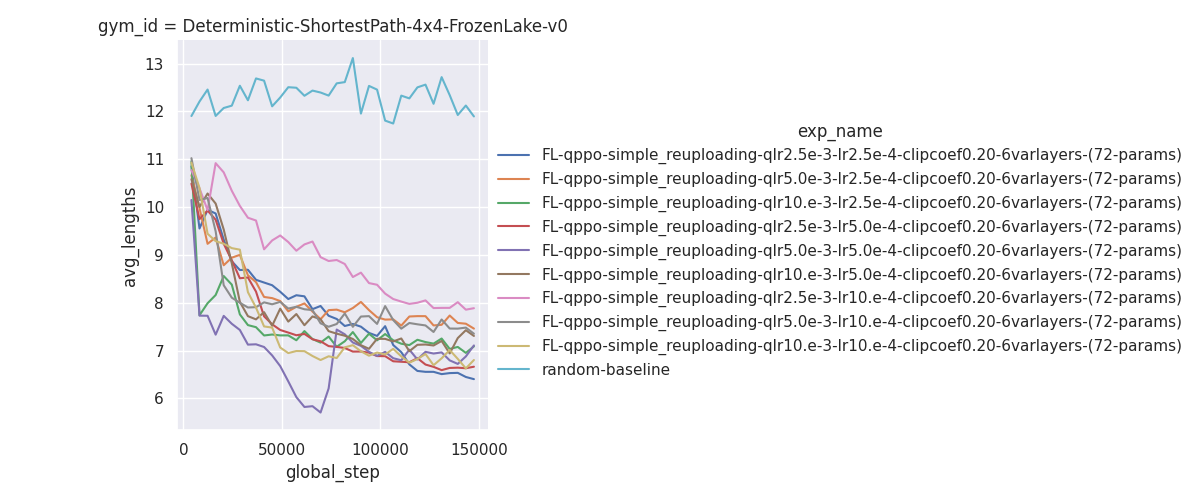 gym_id = Deterministic-ShortestPath-4x4-FrozenLake-v0
avg_lengths
13
12
11
10
9
8
7
6
0 50000 100000 150000
global_step
exp_name
FL-qppo-simple_reuploading-qlr2.5e-3-lr2.5e-4-clipcoef0.20-6varlayers-(72-params)
FL-qppo-simple_reuploading-qlr5.0e-3-lr2.5e-4-clipcoef0.20-6varlayers-(72-params)
FL-qppo-simple_reuploading-qlr10.e-3-lr2.5e-4-clipcoef0.20-6varlayers-(72-params)
FL-qppo-simple_reuploading-qlr2.5e-3-lr5.0e-4-clipcoef0.20-6varlayers-(72-params)
FL-qppo-simple_reuploading-qlr5.0e-3-lr5.0e-4-clipcoef0.20-6varlayers-(72-params)
FL-qppo-simple_reuploading-qlr10.e-3-lr5.0e-4-clipcoef0.20-6varlayers-(72-params)
FL-qppo-simple_reuploading-qlr2.5e-3-lr10.e-4-clipcoef0.20-6varlayers-(72-params)
FL-qppo-simple_reuploading-qlr5.0e-3-lr10.e-4-clipcoef0.20-6varlayers-(72-params)
FL-qppo-simple_reuploading-qlr10.e-3-lr10.e-4-clipcoef0.20-6varlayers-(72-params)
random-baseline